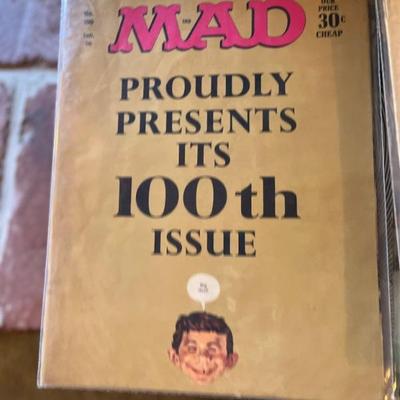 OUR
PRICE
30¢
CHEAP
MAD
PROUDLY
PRESENTS
ITS
100th
ISSUE